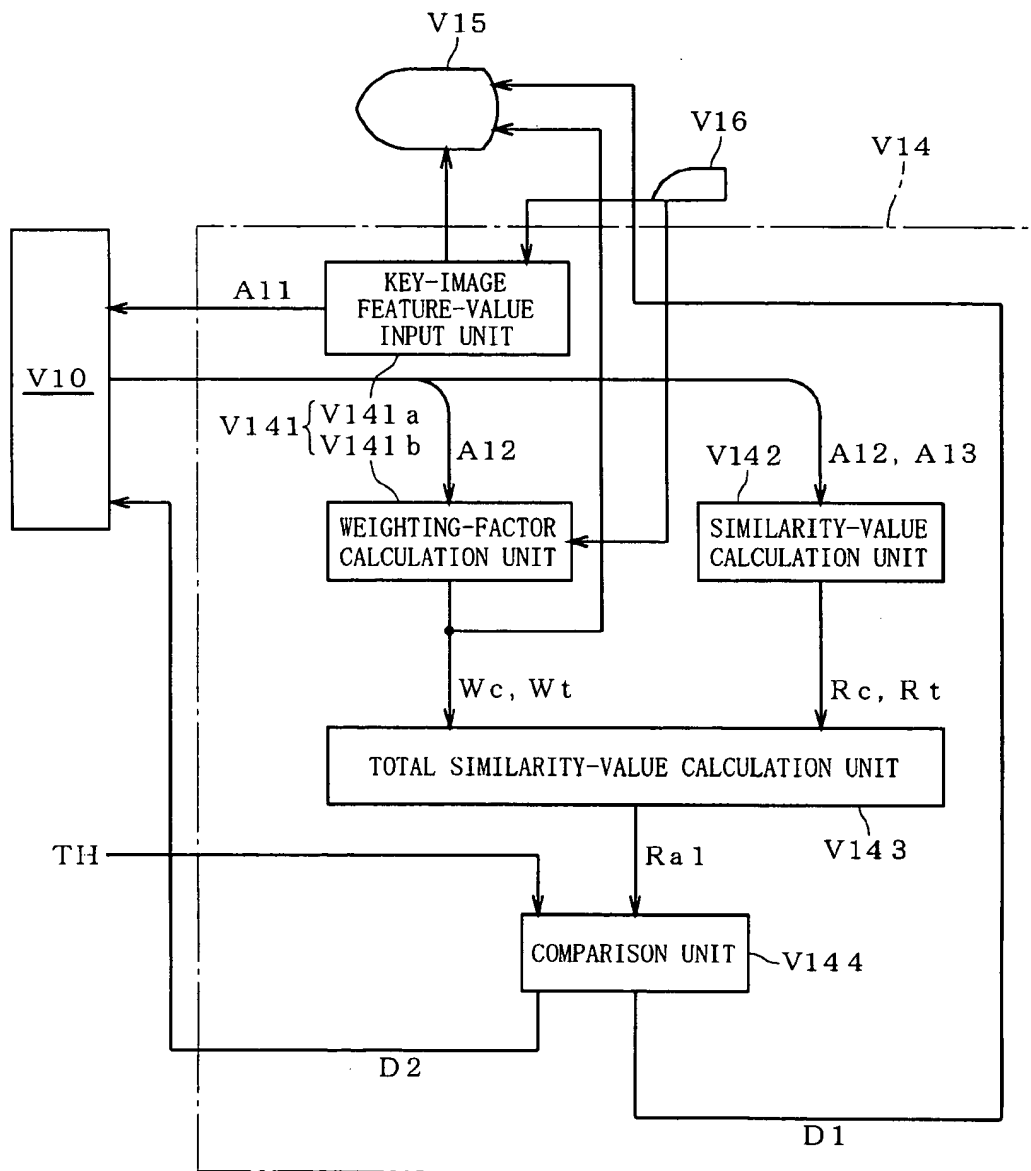 V15
V16
V14
KEY-IMAGE
FEATURE-VALUE
INPUT UNIT
A11
V10
V141{V141a
V141b
A12
V142
A12, A13
WEIGHTING-FACTOR
CALCULATION UNIT
SIMILARITY-VALUE
CALCULATION UNIT
Wc, Wt
Rc, Rt
TOTAL SIMILARITY-VALUE CALCULATION UNIT
V143
TH
Ra1
COMPARISON UNIT
V144
D2
D1